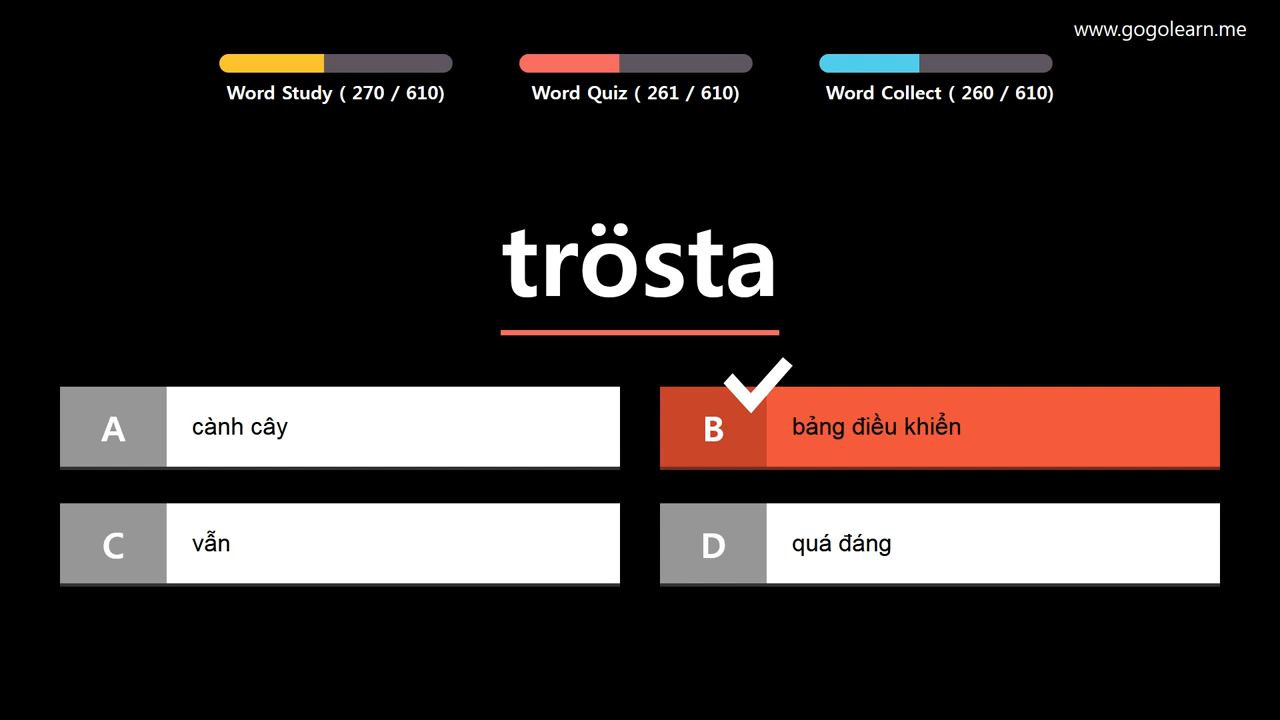 www.gogolearn.me
Word Study ( 270 / 610)
Word Quiz ( 261 / 610)
Word Collect ( 260 / 610)
trösta
A cành cây
B bảng điều khiển
C vẫn
D quá đáng